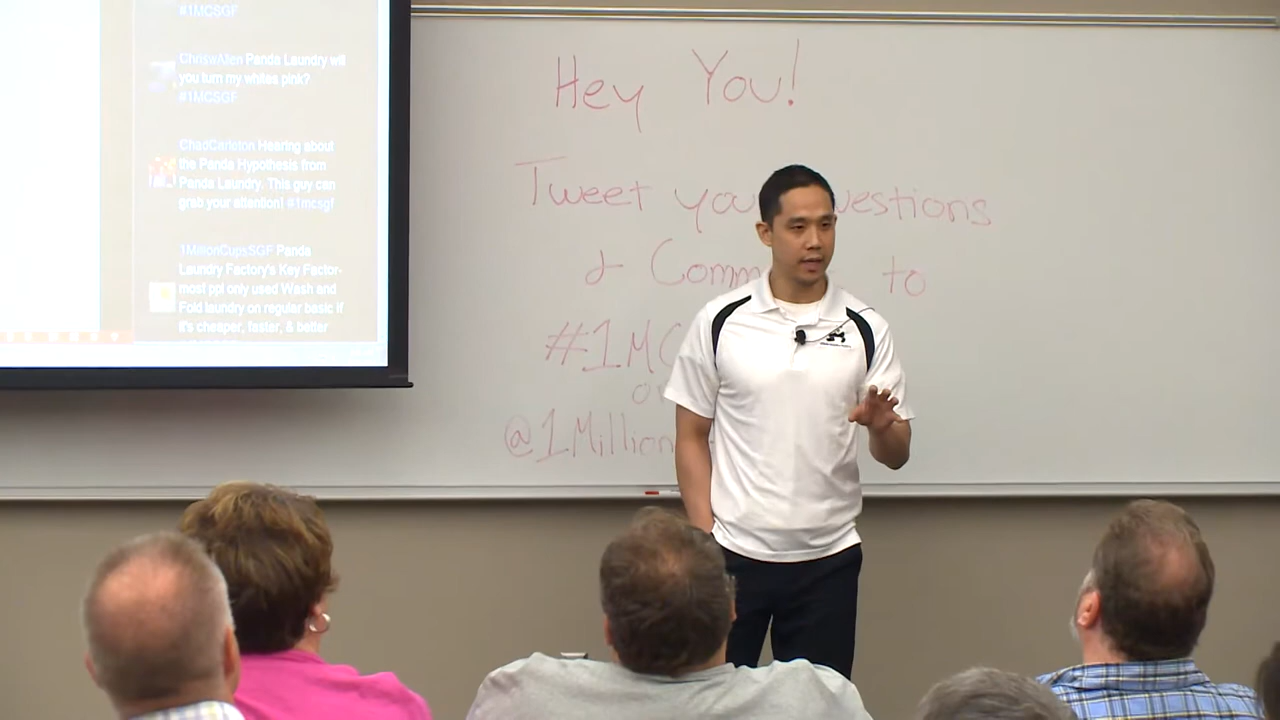 #1MCSGF
ChriswAllen Panda Laundry will
you turn my whites pink?
#1MCSGF
ChadCarleton Hearing about
the Panda Hypothesis from
Panda Laundry. This guy can
grab your attention! #1mcsgf
1MillionCupsSGF Panda
Laundry Factory's Key Factor-
most ppl only used Wash and
Fold laundry on regular basic if
it's cheaper, faster, & better
Hey You!
Tweet you uestions
& Comm to
#1MC
or
@1Million